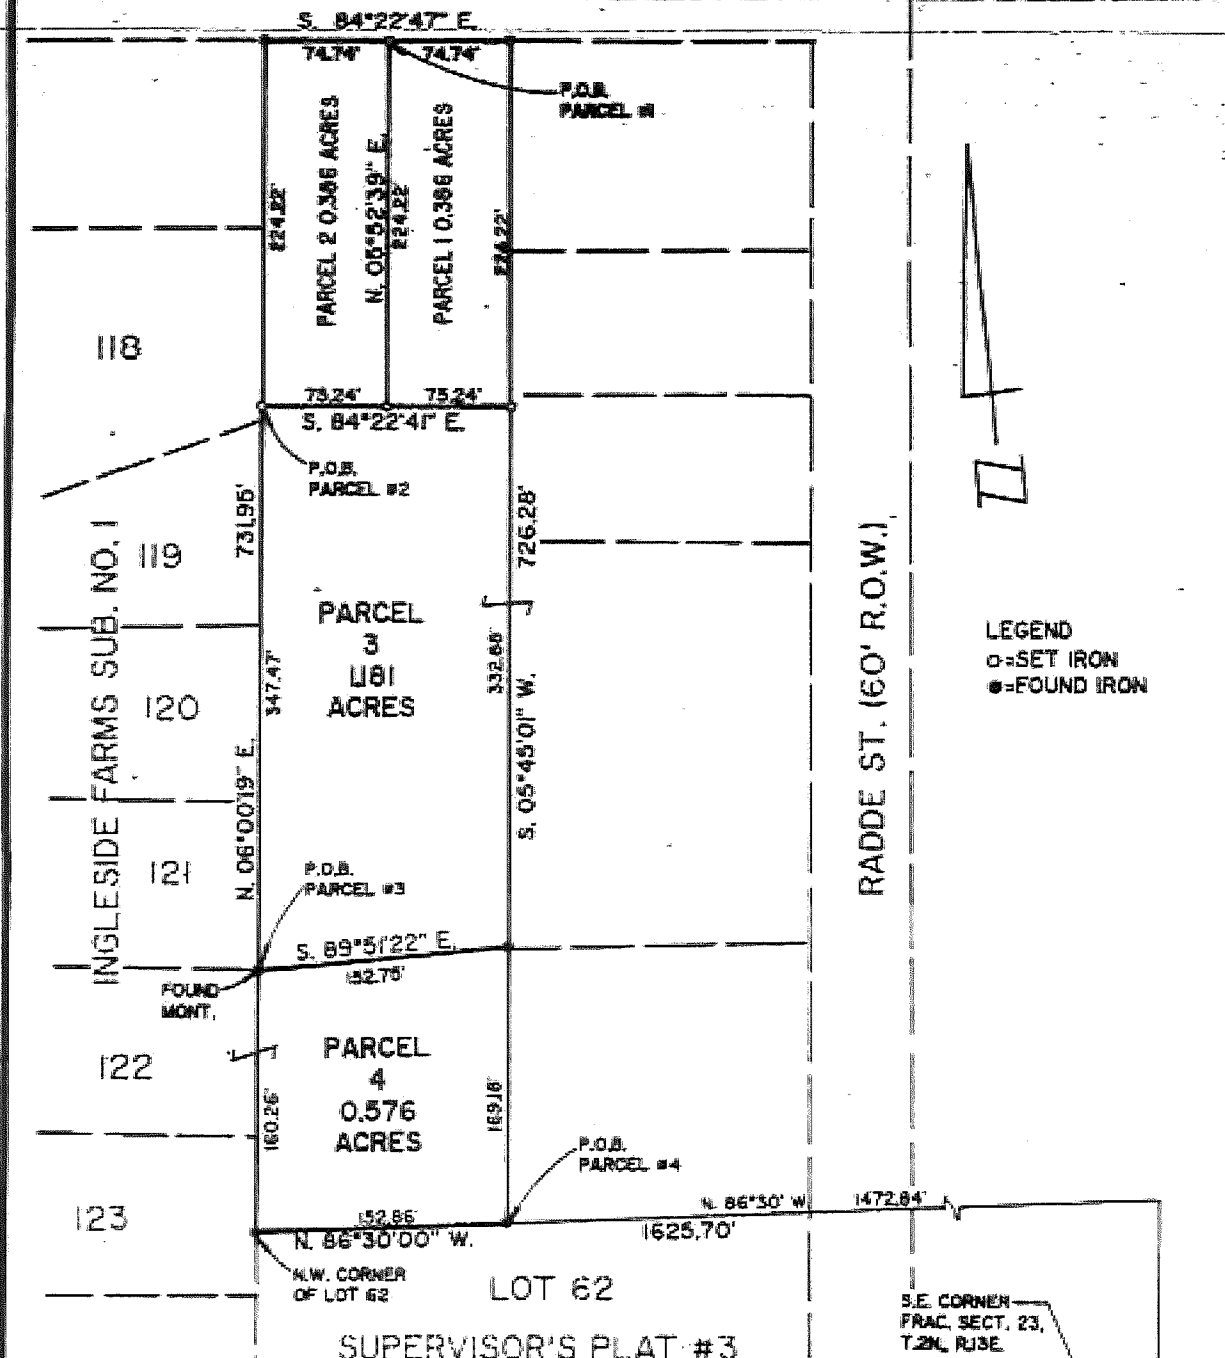 S. 84°22'47" E.
74.74'
74.74'
P.O.B.
PARCEL #1
224.22'
PARCEL 2 0.386 ACRES
N. 05°52'39" E.
224.22'
PARCEL 1 0.386 ACRES
224.22'
118
75.24'
75.24'
S. 84°22'41" E.
P.O.B.
PARCEL #2
731.95'
726.28'
INGLESIDE FARMS SUB. NO. 1
119
RADDE ST. (60' R.O.W.)
PARCEL
3
1.181
ACRES
LEGEND
o=SET IRON
●=FOUND IRON
347.47'
332.88'
120
N. 06°00'19" E.
S. 05°45'01" W.
121
P.O.B.
PARCEL #3
S. 89°51'22" E.
152.75'
FOUND
MONT.
122
PARCEL
4
0.576
ACRES
160.26'
169.18'
P.O.B.
PARCEL #4
123
152.86'
N. 86°30'00" W.
N. 86°30' W.
1472.84'
1625.70'
N.W. CORNER
OF LOT 62
LOT 62
S.E. CORNER
FRAC. SECT. 23,
T.2N., R.13E.
SUPERVISOR'S PLAT #3